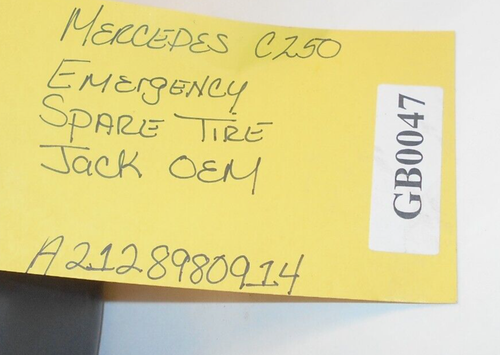 Mercedes C250
Emergency
Spare Tire
Jack OEM
A2128980914
GB0047